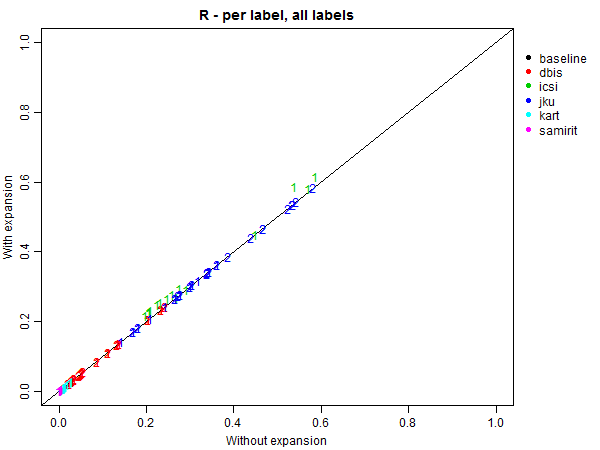 R - per label, all labels
baseline
dbis
icsi
jku
kart
samirit
With expansion
1.0
0.8
0.6
0.4
0.2
0.0
0.0 0.2 0.4 0.6 0.8 1.0
Without expansion